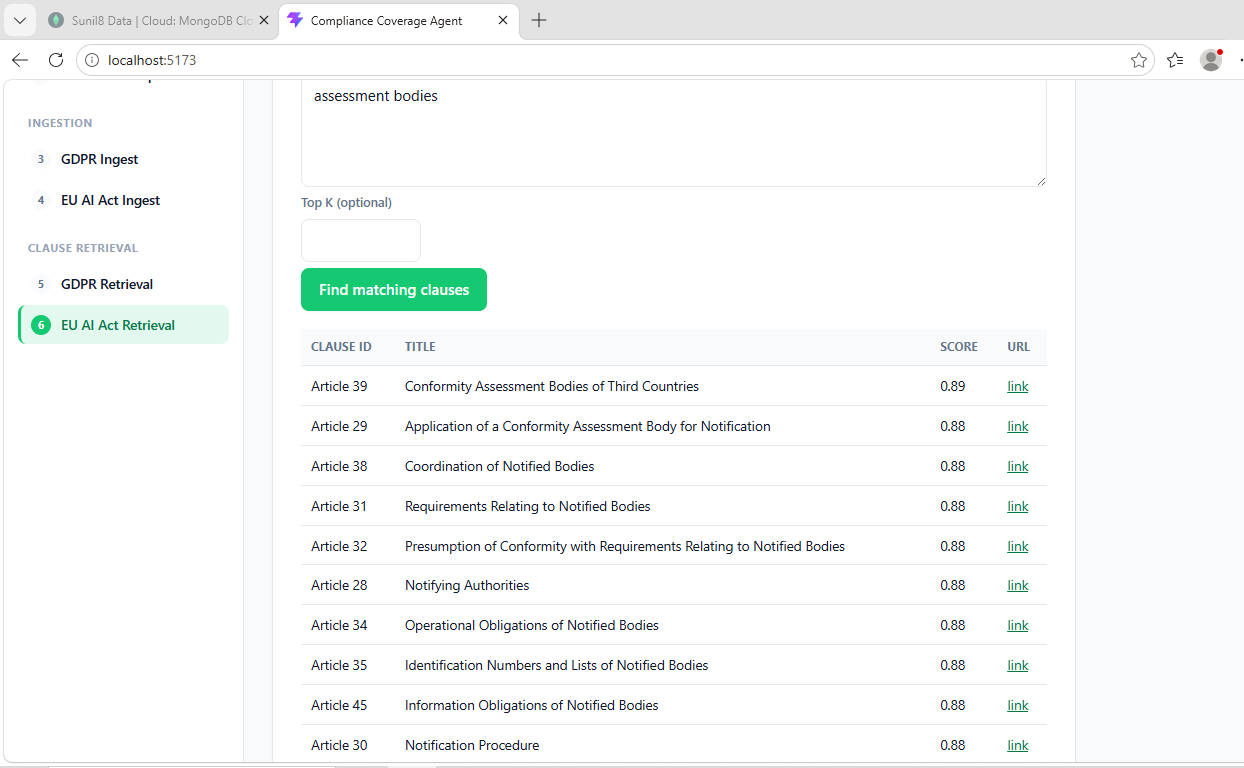 Sunil8 Data | Cloud: MongoDB Clo
Compliance Coverage Agent
localhost:5173
INGESTION
3 GDPR Ingest
4 EU AI Act Ingest
CLAUSE RETRIEVAL
5 GDPR Retrieval
6 EU AI Act Retrieval
assessment bodies
Top K (optional)
Find matching clauses
CLAUSE ID TITLE SCORE URL
Article 39 Conformity Assessment Bodies of Third Countries 0.89 link
Article 29 Application of a Conformity Assessment Body for Notification 0.88 link
Article 38 Coordination of Notified Bodies 0.88 link
Article 31 Requirements Relating to Notified Bodies 0.88 link
Article 32 Presumption of Conformity with Requirements Relating to Notified Bodies 0.88 link
Article 28 Notifying Authorities 0.88 link
Article 34 Operational Obligations of Notified Bodies 0.88 link
Article 35 Identification Numbers and Lists of Notified Bodies 0.88 link
Article 45 Information Obligations of Notified Bodies 0.88 link
Article 30 Notification Procedure 0.88 link